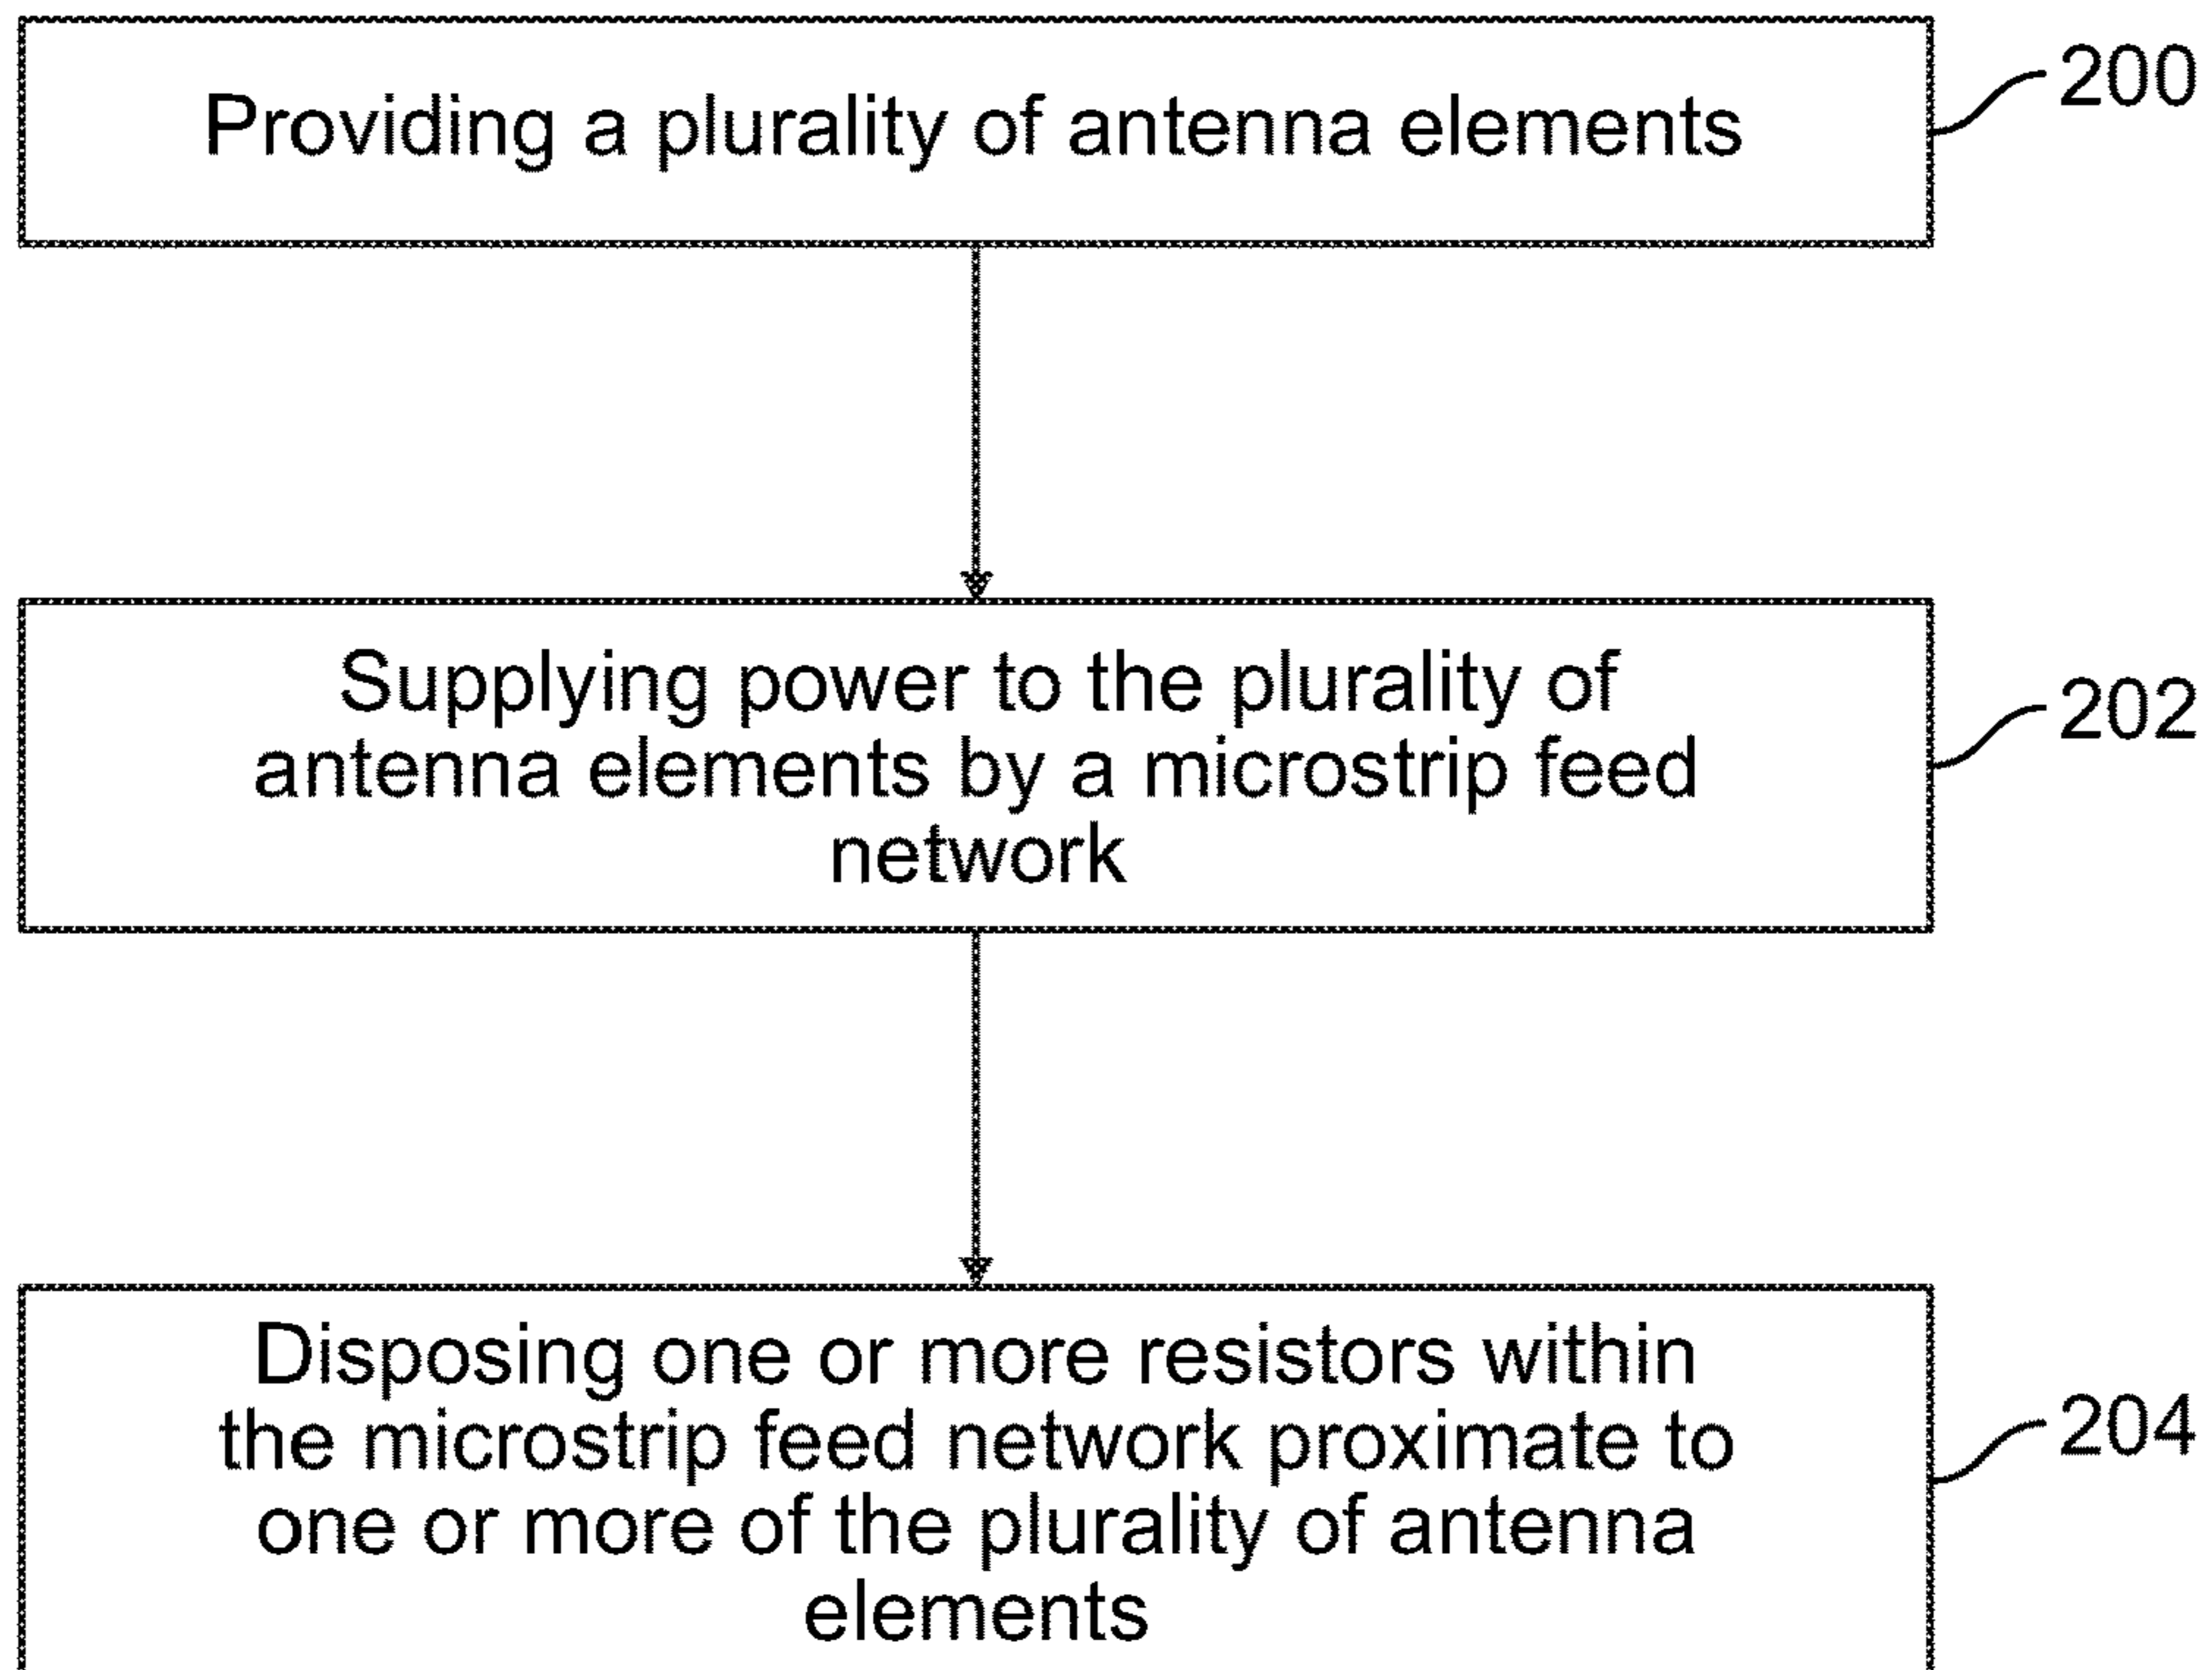 Providing a plurality of antenna elements
200
Supplying power to the plurality of
antenna elements by a microstrip feed
network
202
Disposing one or more resistors within
the microstrip feed network proximate to
one or more of the plurality of antenna
elements
204